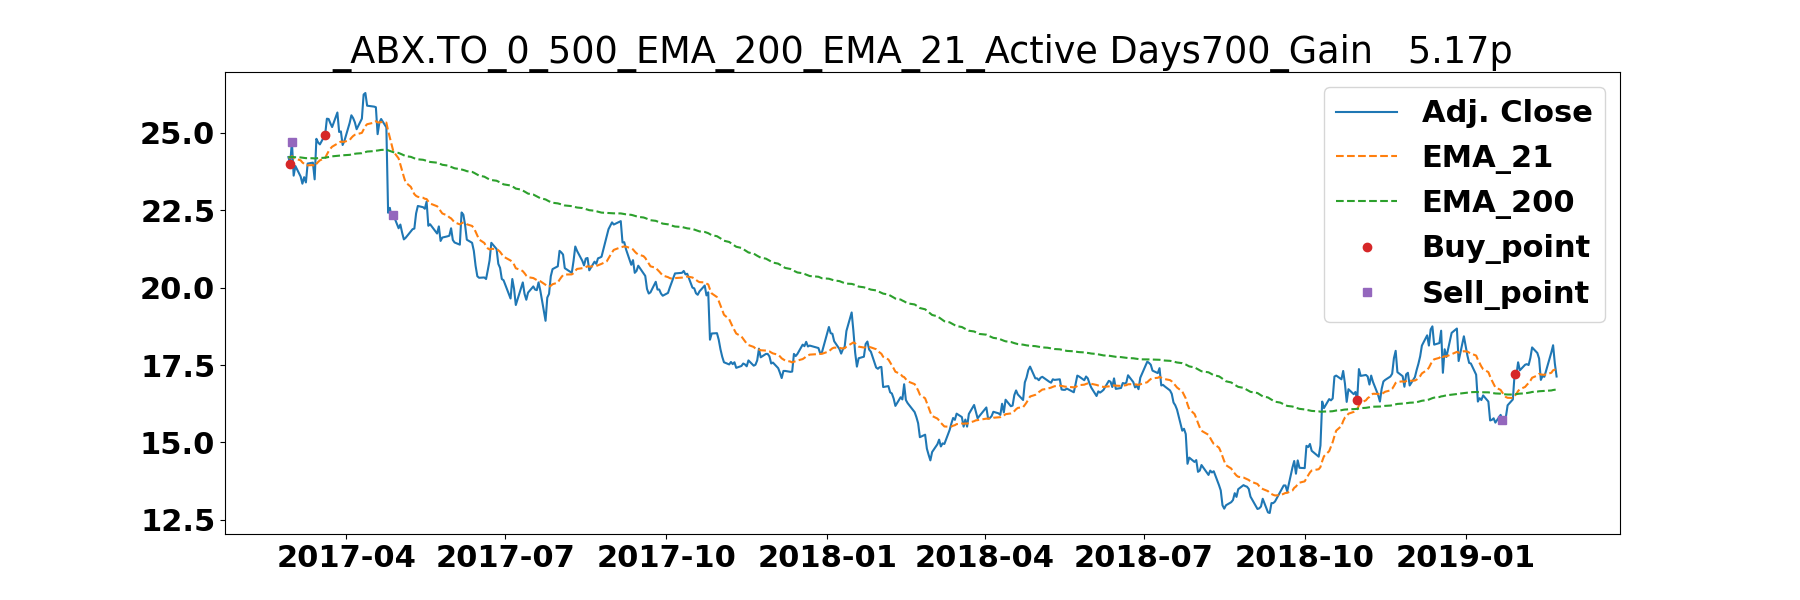 _ABX.TO_0_500_EMA_200_EMA_21_Active Days700_Gain   5.17p
25.0
22.5
20.0
17.5
15.0
12.5
Adj. Close
EMA_21
EMA_200
Buy_point
Sell_point
2017-04 2017-07 2017-10 2018-01 2018-04 2018-07 2018-10 2019-01